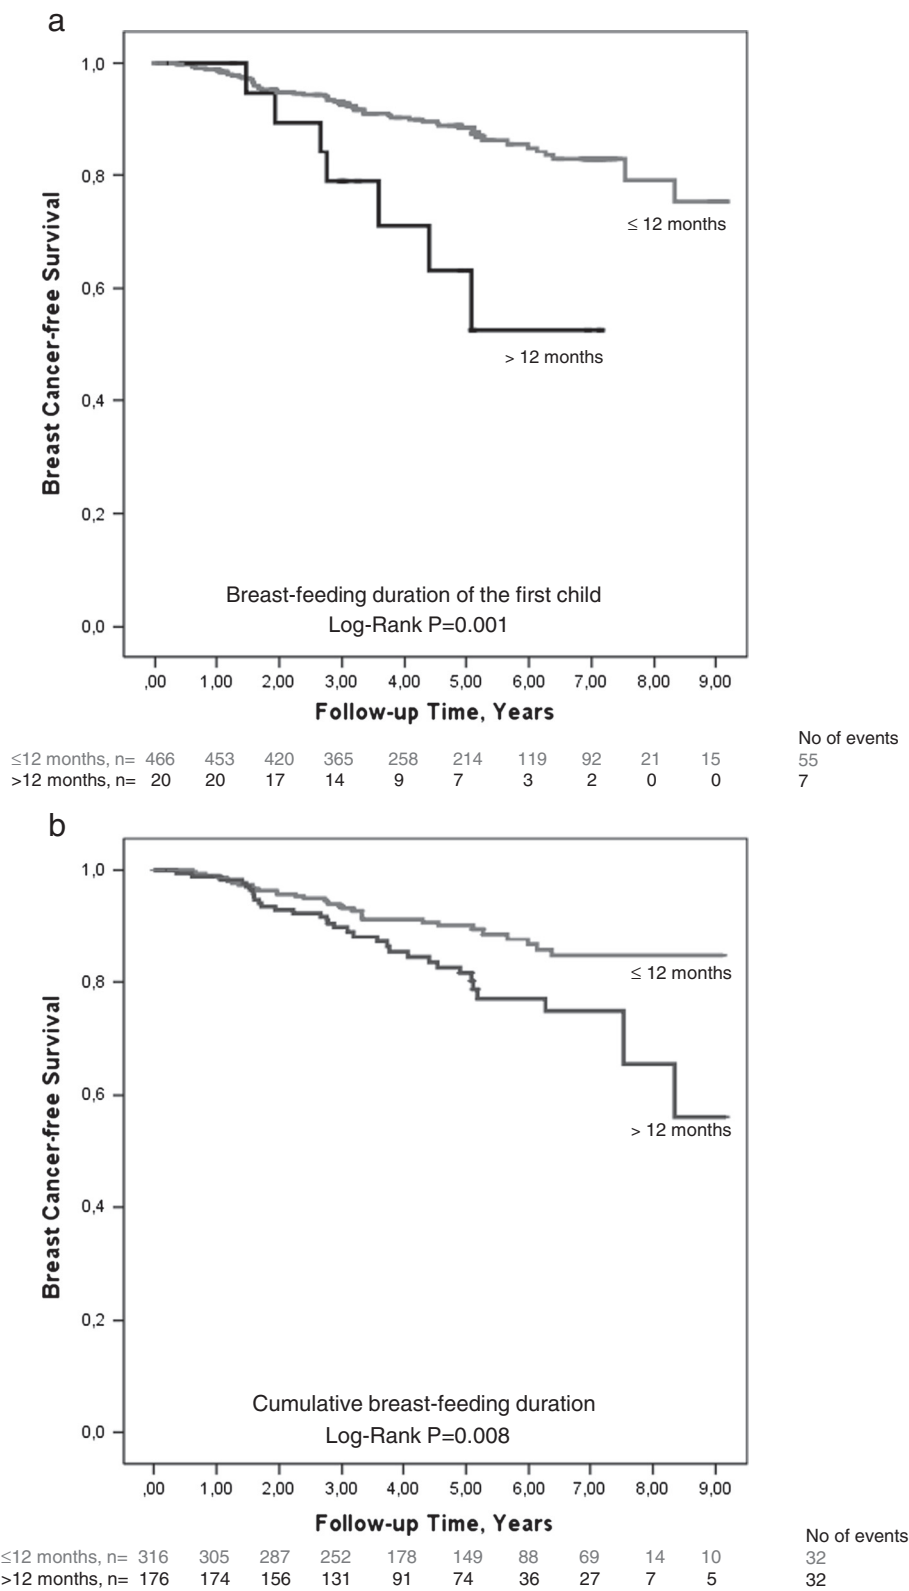 a
1,0
0,8
0,6
0,4
0,2
0,0
Breast Cancer-free Survival
≤ 12 months
> 12 months
Breast-feeding duration of the first child
Log-Rank P=0.001
,00 1,00 2,00 3,00 4,00 5,00 6,00 7,00 8,00 9,00
Follow-up Time, Years
No of events
≤12 months, n= 466 453 420 365 258 214 119 92 21 15 55
>12 months, n= 20 20 17 14 9 7 3 2 0 0 7
b
1,0
0,8
0,6
0,4
0,2
0,0
Breast Cancer-free Survival
≤ 12 months
> 12 months
Cumulative breast-feeding duration
Log-Rank P=0.008
,00 1,00 2,00 3,00 4,00 5,00 6,00 7,00 8,00 9,00
Follow-up Time, Years
No of events
≤12 months, n= 316 305 287 252 178 149 88 69 14 10 32
>12 months, n= 176 174 156 131 91 74 36 27 7 5 32